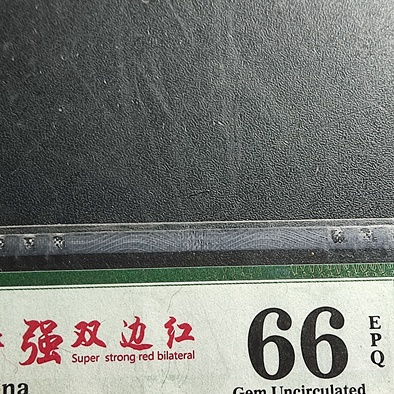 强双边红
Super strong red bilateral
66
EPQ
Gem Uncirculated